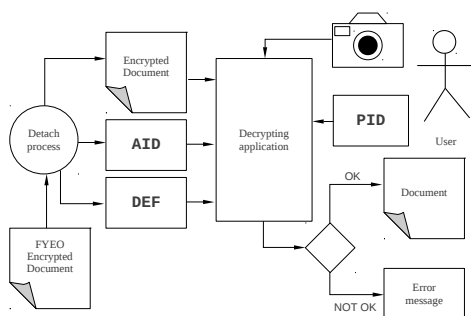 Encrypted
Document
Detach
process
AID
DEF
FYEO
Encrypted
Document
Decrypting
application
PID
User
OK
Document
NOT OK
Error
message